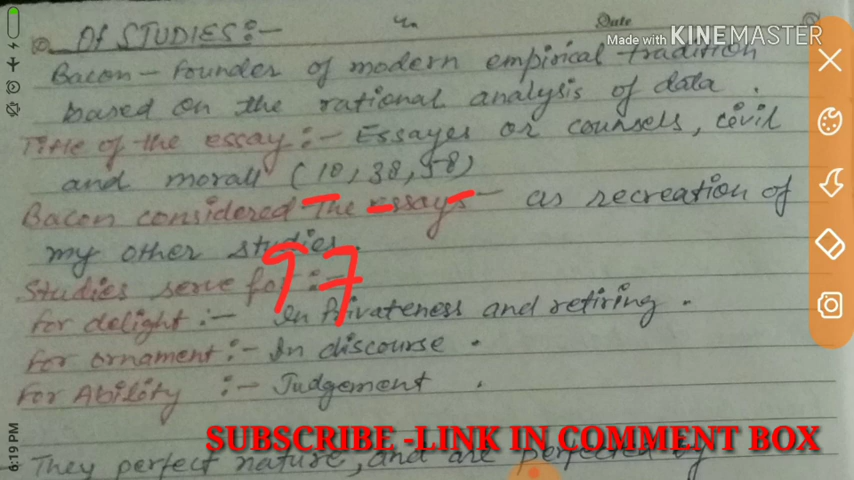 Of STUDIES :-
Date
Made with KINEMASTER
Bacon - Founder of modern empirical tradition
based on the rational analysis of data .
Title of the essay :- Essayes or counsels, civil
and morall (10, 38, 58)
Bacon considered The essays - as recreation of
my other studies.
97
Studies serve for :-
For delight :- In Privateness and retiring .
For ornament :- In discourse .
For Ability :- Judgement .
SUBSCRIBE -LINK IN COMMENT BOX
They perfect nature, and are perfected by
6:19 PM